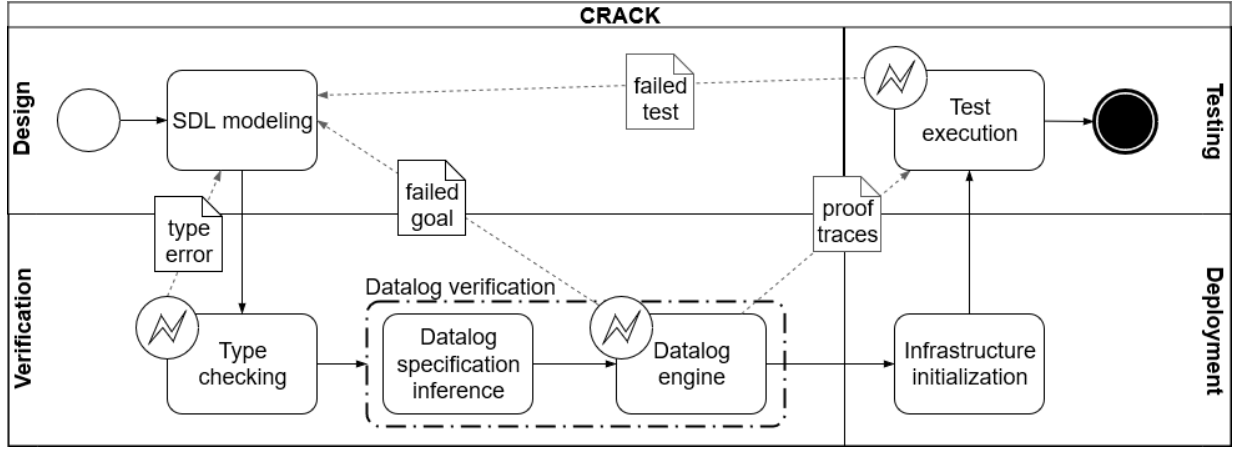 CRACK
Design
SDL modeling
failed
test
Test
execution
Testing
type
error
failed
goal
proof
traces
Verification
Type
checking
Datalog verification
Datalog
specification
inference
Datalog
engine
Infrastructure
initialization
Deployment